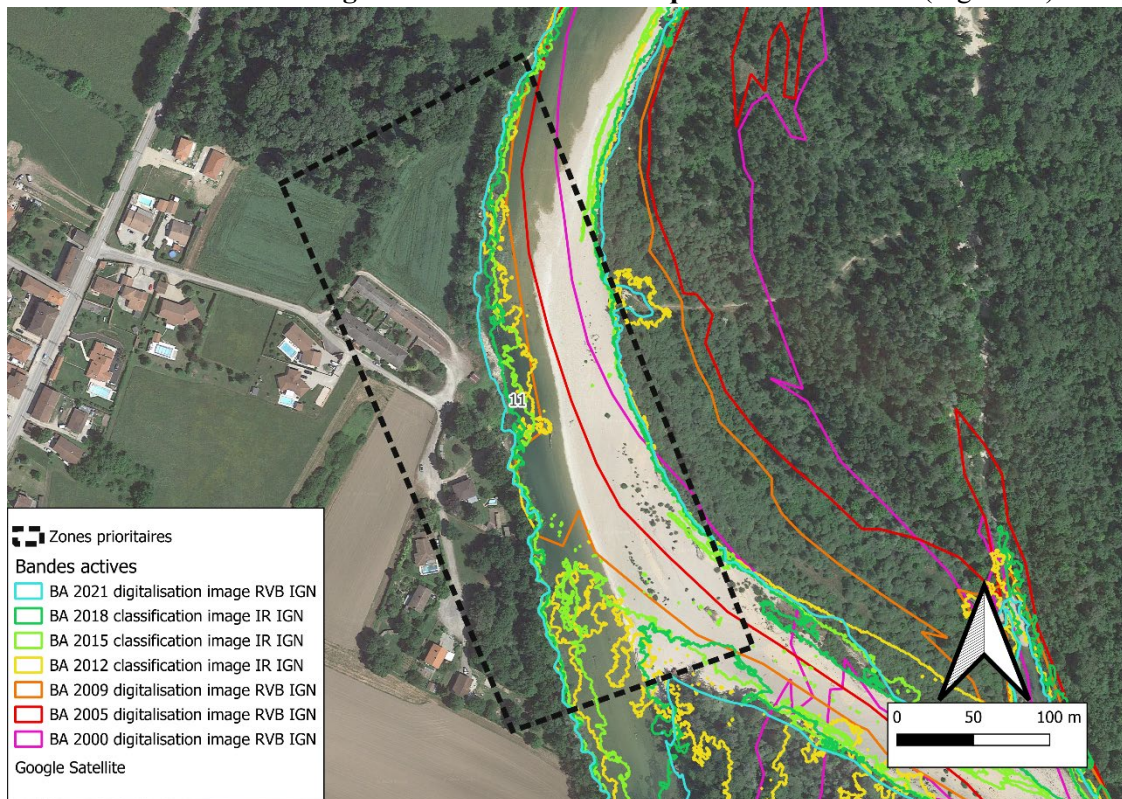 11
Zones prioritaires
Bandes actives
BA 2021 digitalisation image RVB IGN
BA 2018 classification image IR IGN
BA 2015 classification image IR IGN
BA 2012 classification image IR IGN
BA 2009 digitalisation image RVB IGN
BA 2005 digitalisation image RVB IGN
BA 2000 digitalisation image RVB IGN
Google Satellite
0 50 100 m